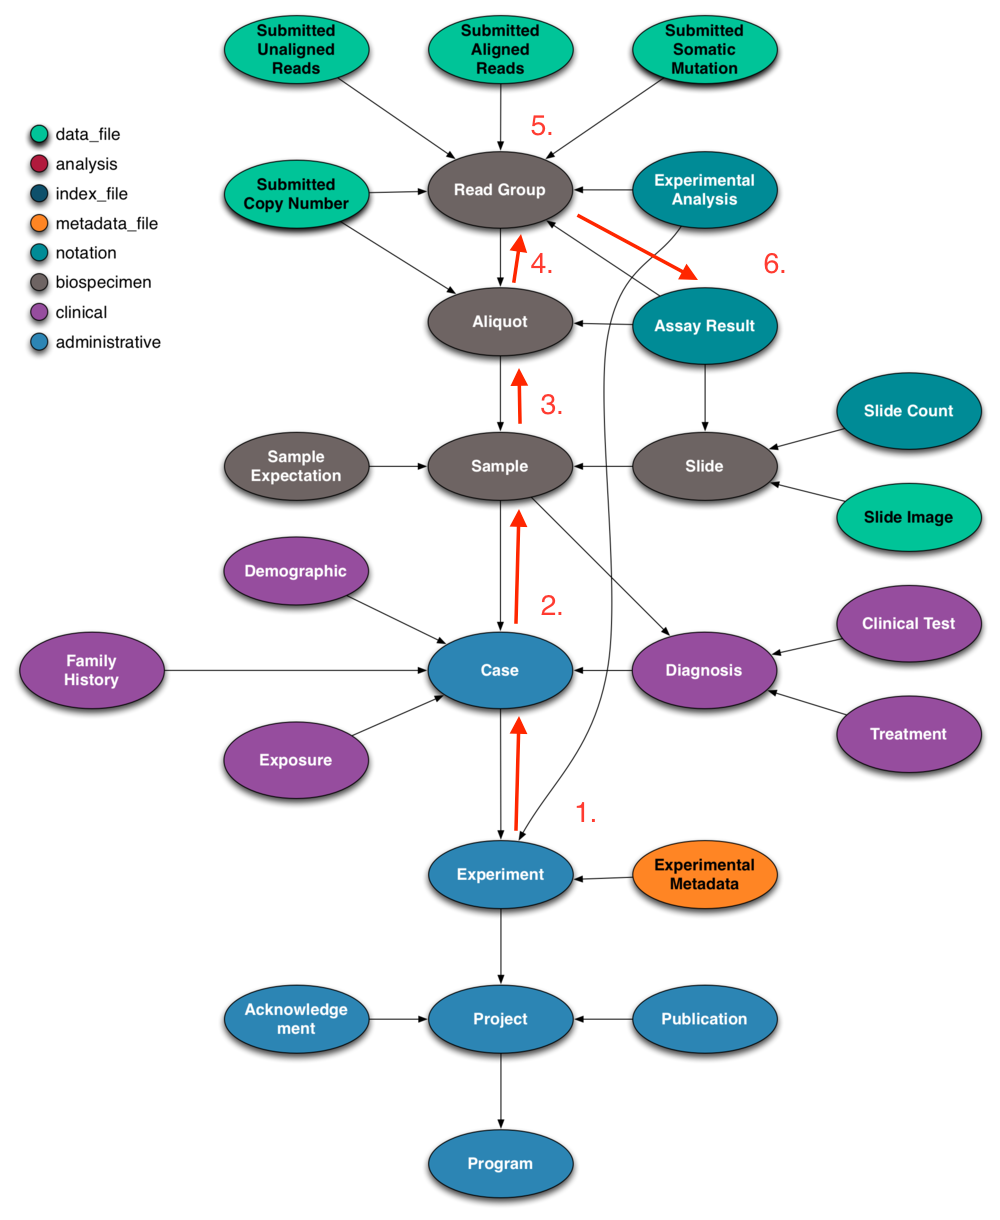 Submitted
Unaligned
Reads
Submitted
Aligned
Reads
Submitted
Somatic
Mutation
data_file
analysis
index_file
metadata_file
notation
biospecimen
clinical
administrative
5.
Submitted
Copy Number
Read Group
Experimental
Analysis
4.
6.
Aliquot
Assay Result
3.
Slide Count
Sample
Expectation
Sample
Slide
Slide Image
Demographic
2.
Clinical Test
Family
History
Case
Diagnosis
Exposure
Treatment
1.
Experiment
Experimental
Metadata
Acknowledge
ment
Project
Publication
Program